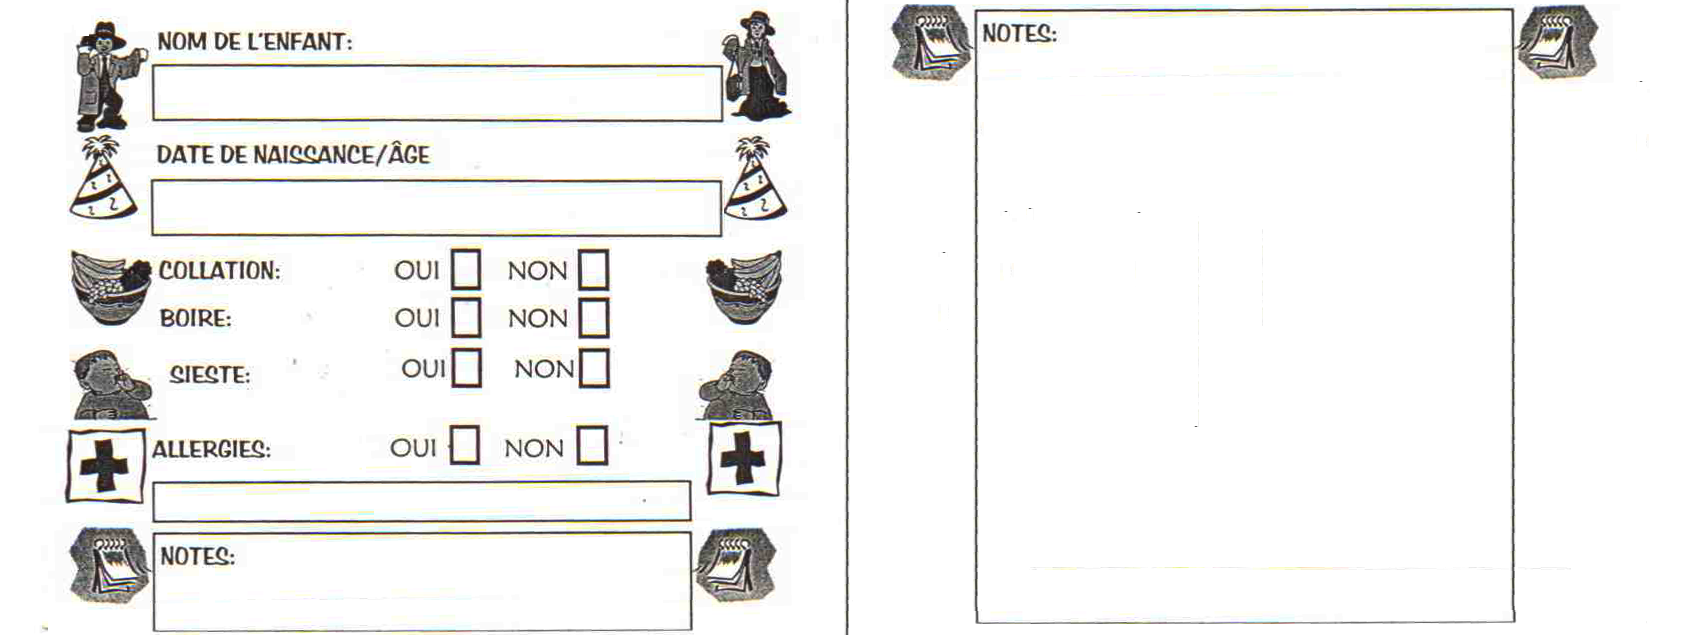 NOM DE L'ENFANT:
DATE DE NAISSANCE/ÂGE
COLLATION: OUI NON
BOIRE: OUI NON
SIESTE: OUI NON
ALLERGIES: OUI NON
NOTES:
NOTES: